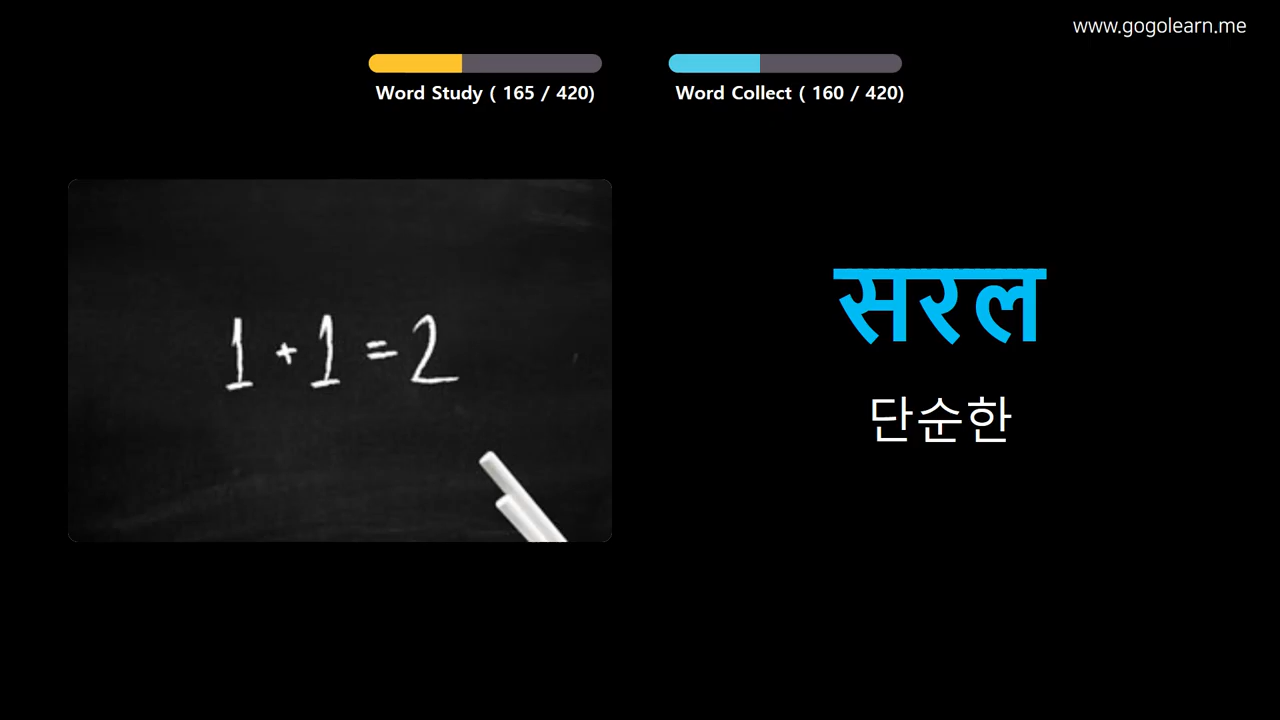 www.gogolearn.me
Word Study ( 165 / 420)
Word Collect ( 160 / 420)
1 + 1 = 2
सरल
단순한